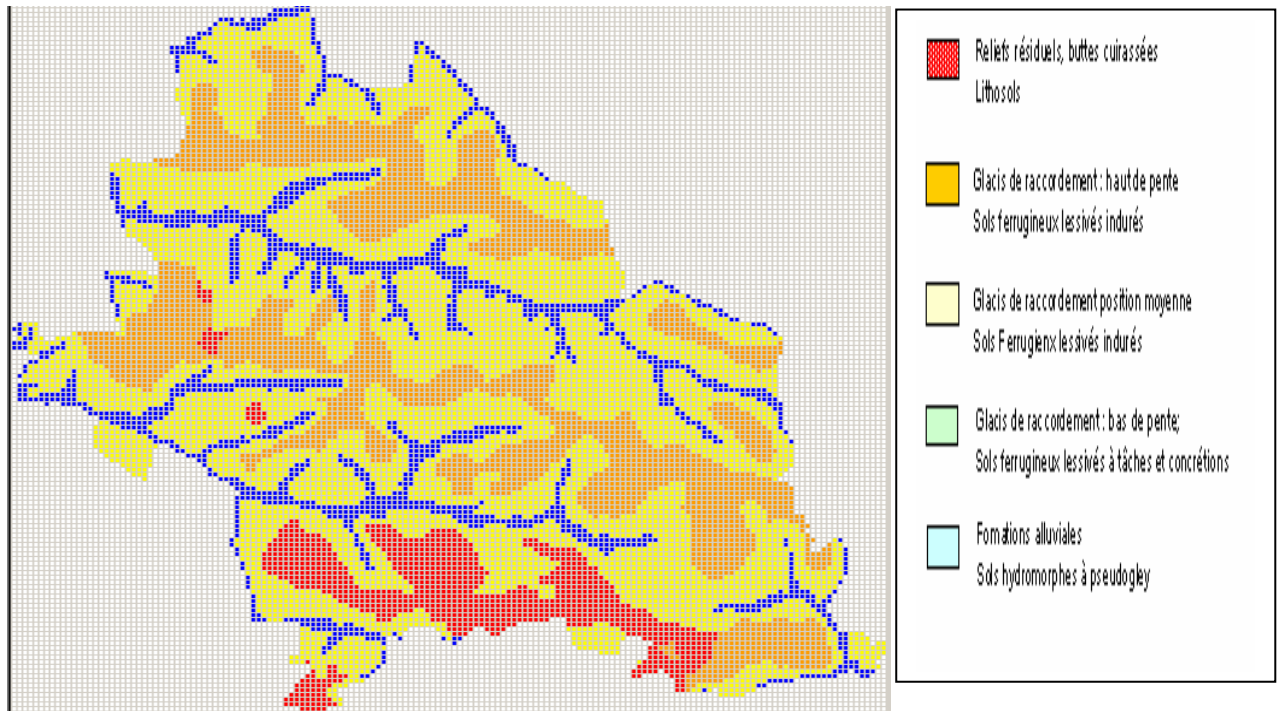 Reliefs résiduels, buttes cuirassées
Lithosols
Glacis de raccordement : haut de pente
Sols ferrugineux lessivés indurés
Glacis de raccordement position moyenne
Sols Ferrugienx lessivés indurés
Glacis de raccordement : bas de pente;
Sols ferrugineux lessivés à tâches et concrétions
Fomations alluviales
Sols hydromorphes à pseudogley